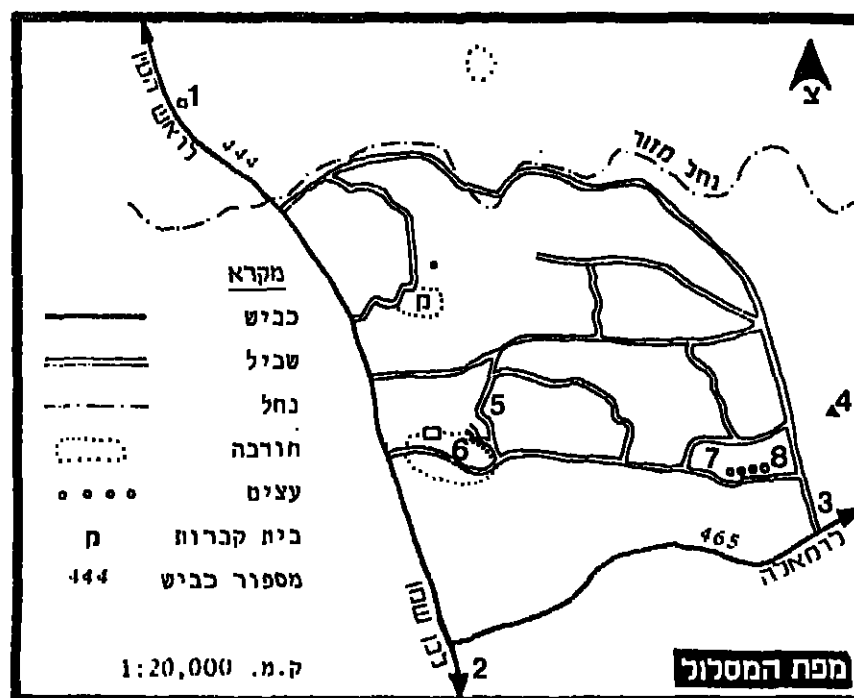 1
לראש העין
444
צ
נחל מזור
מקרא
כביש
שביל
נחל
חורבה
עצים
בית קברות ח
מספור כביש 444
ק.מ. 1:20,000
ח
5
6
7
8
4
3
לרמאלה
465
לבן שמן
2
מפת המסלול